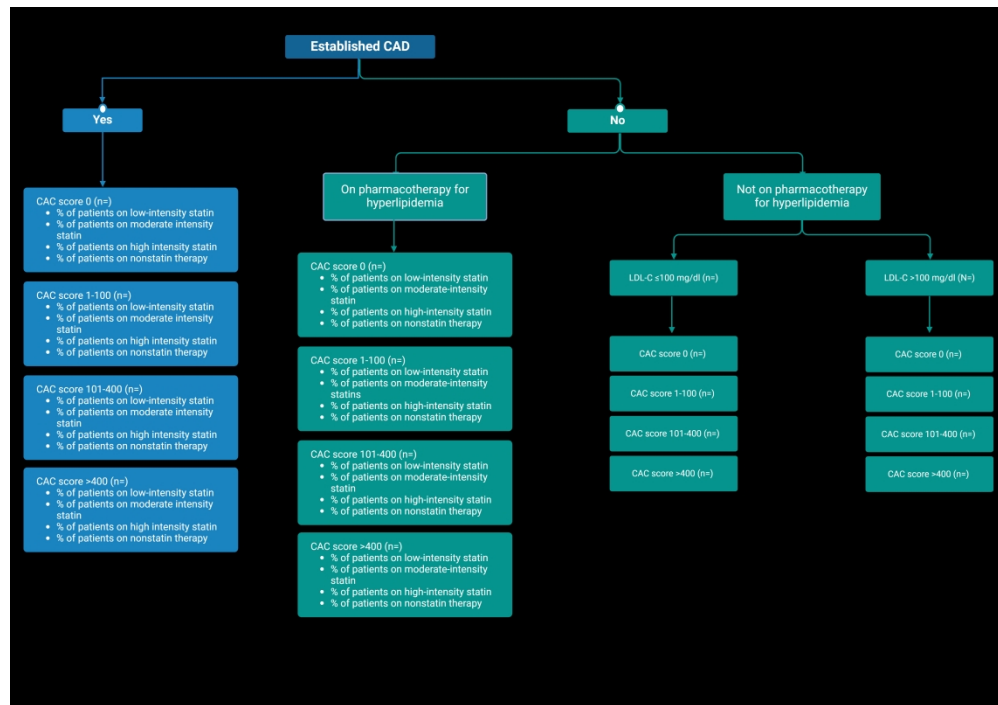 Established CAD
Yes
No
CAC score 0 (n=)
• % of patients on low-intensity statin
• % of patients on moderate intensity
statin
• % of patients on high intensity statin
• % of patients on nonstatin therapy
CAC score 1-100 (n=)
• % of patients on low-intensity statin
• % of patients on moderate intensity
statin
• % of patients on high intensity statin
• % of patients on nonstatin therapy
CAC score 101-400 (n=)
• % of patients on low-intensity statin
• % of patients on moderate intensity
statin
• % of patients on high intensity statin
• % of patients on nonstatin therapy
CAC score >400 (n=)
• % of patients on low-intensity statin
• % of patients on moderate intensity
statin
• % of patients on high intensity statin
• % of patients on nonstatin therapy
On pharmacotherapy for
hyperlipidemia
CAC score 0 (n=)
• % of patients on low-intensity statin
• % of patients on moderate-intensity
statin
• % of patients on high-intensity statin
• % of patients on nonstatin therapy
CAC score 1-100 (n=)
• % of patients on low-intensity statin
• % of patients on moderate-intensity
statins
• % of patients on high-intensity statin
• % of patients on nonstatin therapy
CAC score 101-400 (n=)
• % of patients on low-intensity statin
• % of patients on moderate-intensity
statin
• % of patients on high-intensity statin
• % of patients on nonstatin therapy
CAC score >400 (n=)
• % of patients on low-intensity statin
• % of patients on moderate-intensity
statin
• % of patients on high-intensity statin
• % of patients on nonstatin therapy
Not on pharmacotherapy
for hyperlipidemia
LDL-C ≤100 mg/dl (n=)
CAC score 0 (n=)
CAC score 1-100 (n=)
CAC score 101-400 (n=)
CAC score >400 (n=)
LDL-C >100 mg/dl (N=)
CAC score 0 (n=)
CAC score 1-100 (n=)
CAC score 101-400 (n=)
CAC score >400 (n=)